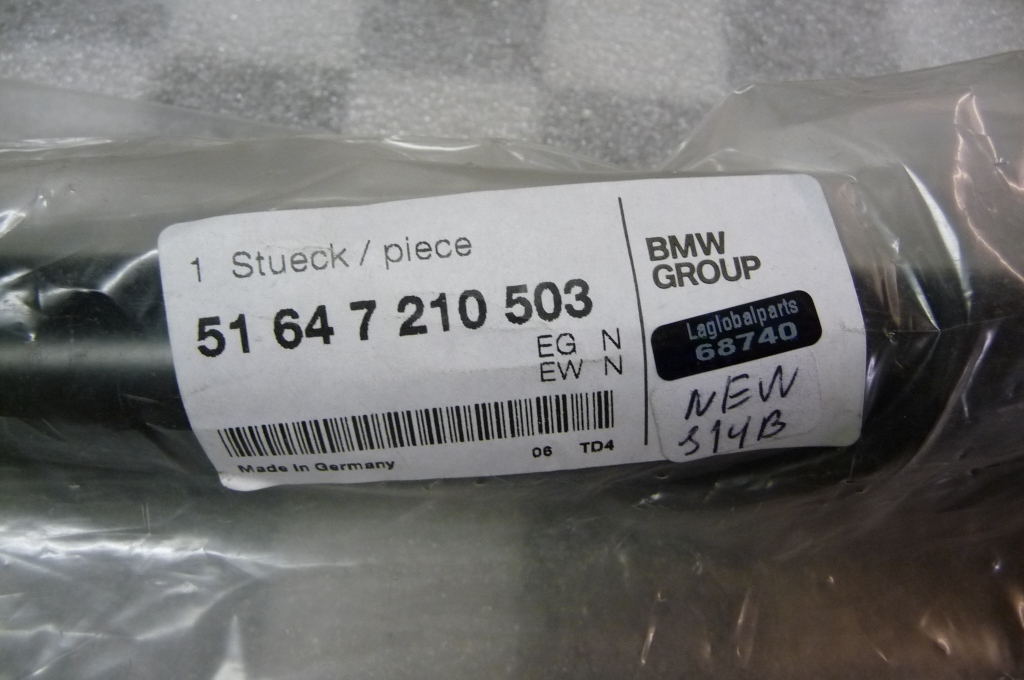 1 Stueck / piece
51 64 7 210 503
EG N
EW N
06 TD4
Made In Germany
BMW
GROUP
Laglobalparts
68740
NEW
S14B